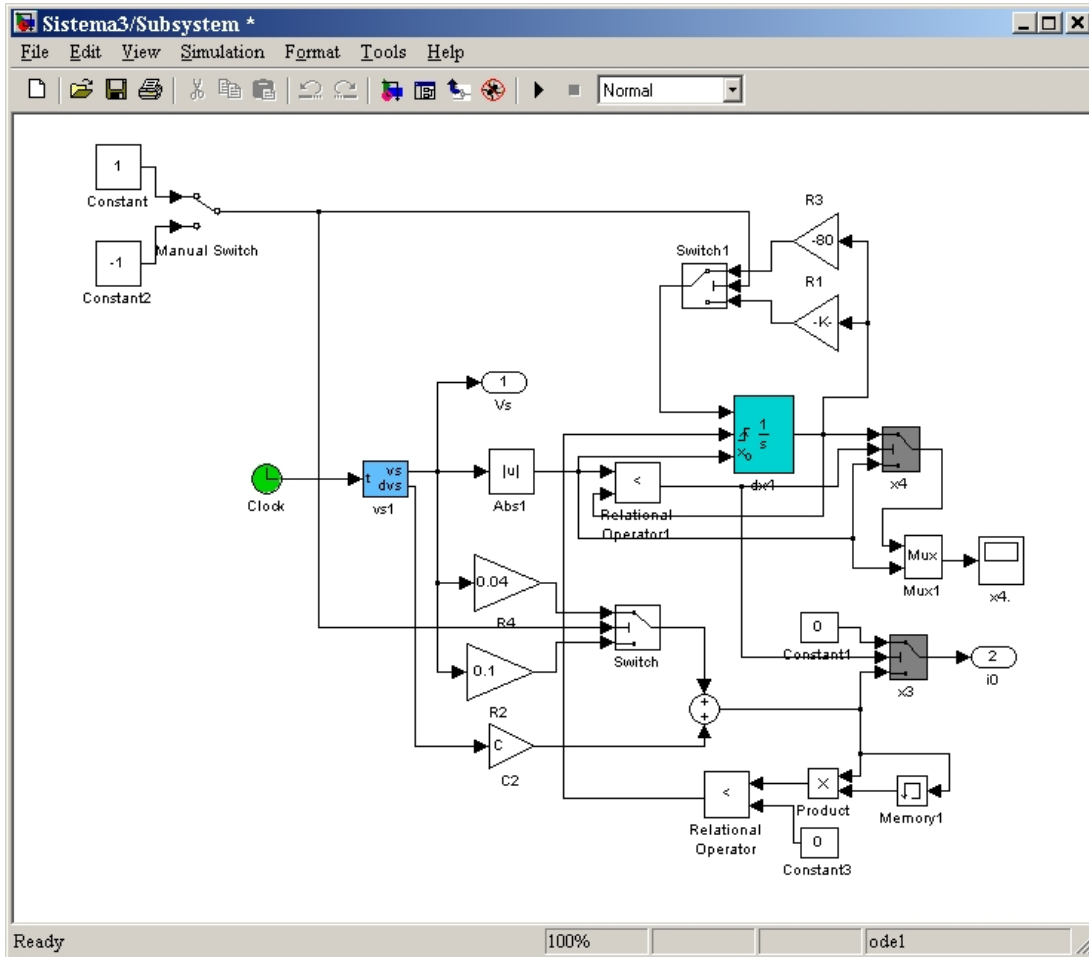 Sistema3/Subsystem *
File Edit View Simulation Format Tools Help
Normal
1
Constant
-1
Constant2
Manual Switch
R3
-80
Switch1
R1
-K-
1
Vs
1
s
x₀
dx4
Clock
t
vs
dvs
vs1
|u|
Abs1
<
Relational
Operator1
x4
Mux
Mux1
x4.
0.04
R4
0.1
R2
Switch
C
C2
+
+
0
Constant1
x3
2
i0
<
Relational
Operator
X
Product
Memory1
0
Constant3
Ready 100% ode1